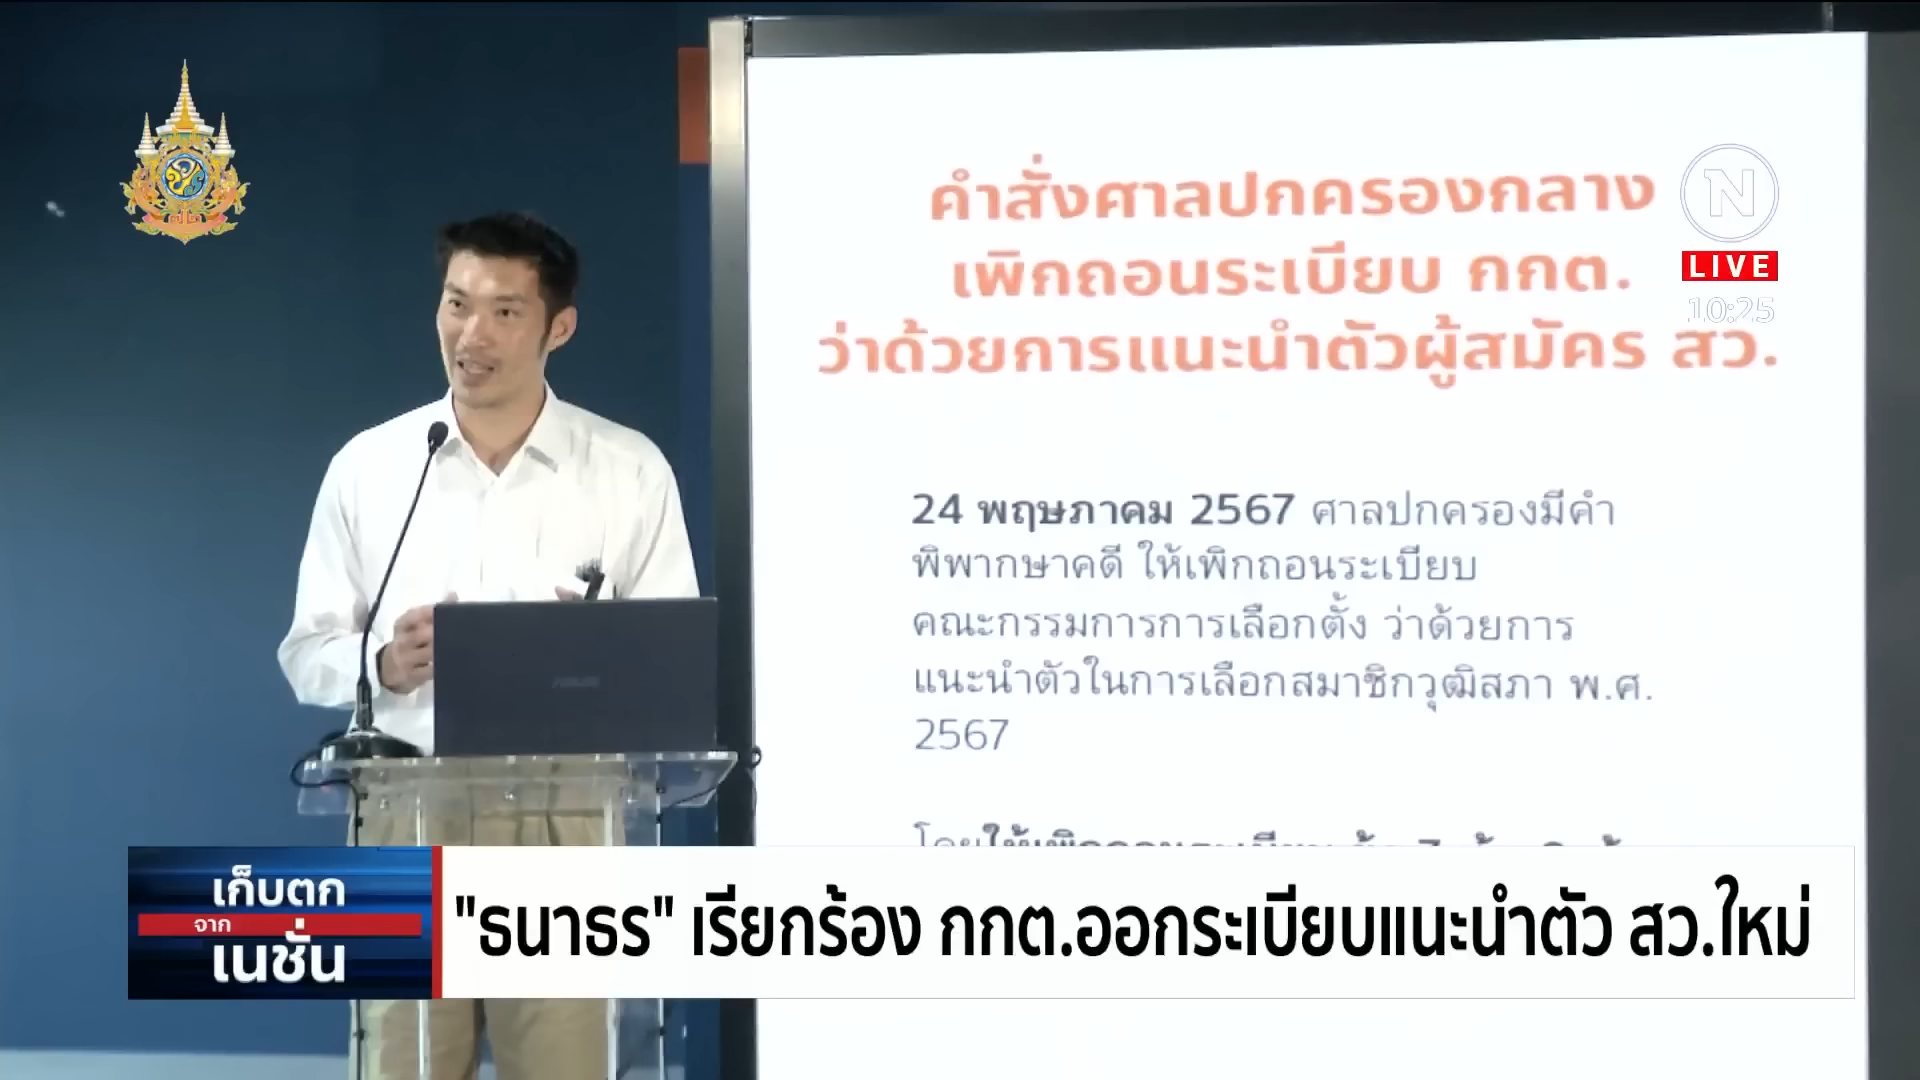 คำสั่งศาลปกครองกลาง
เพิกถอนระเบียบ กกต.
ว่าด้วยการแนะนำตัวผู้สมัคร สว.
N
LIVE
10:25
24 พฤษภาคม 2567 ศาลปกครองมีคำ
พิพากษาคดี ให้เพิกถอนระเบียบ
คณะกรรมการการเลือกตั้ง ว่าด้วยการ
แนะนำตัวในการเลือกสมาชิกวุฒิสภา พ.ศ.
2567
ASUS
เก็บตก
จาก
เนชั่น
"ธนาธร" เรียกร้อง กกต.ออกระเบียบแนะนำตัว สว.ใหม่